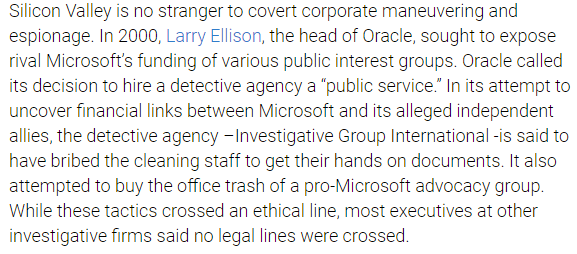 Silicon Valley is no stranger to covert corporate maneuvering and
espionage. In 2000, Larry Ellison, the head of Oracle, sought to expose
rival Microsoft's funding of various public interest groups. Oracle called
its decision to hire a detective agency a “public service.” In its attempt to
uncover financial links between Microsoft and its alleged independent
allies, the detective agency –Investigative Group International -is said to
have bribed the cleaning staff to get their hands on documents. It also
attempted to buy the office trash of a pro-Microsoft advocacy group.
While these tactics crossed an ethical line, most executives at other
investigative firms said no legal lines were crossed.